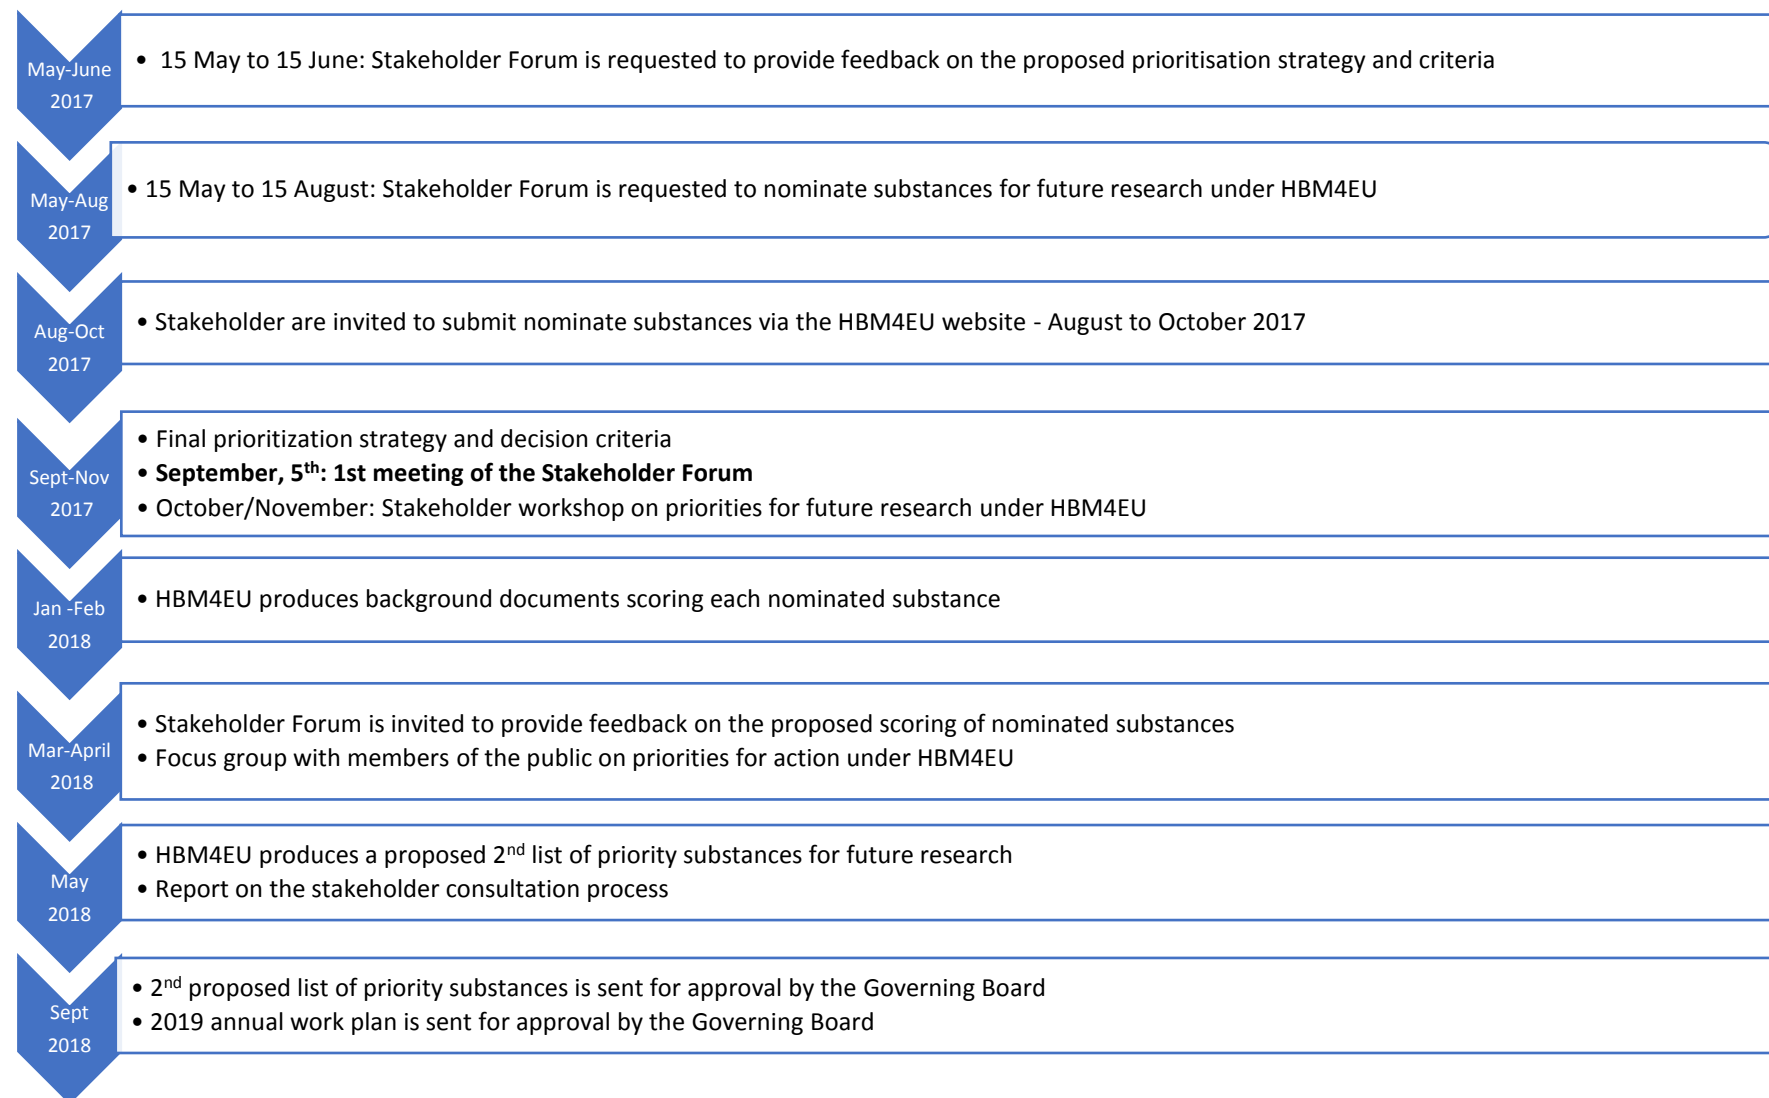 May-June
2017
• 15 May to 15 June: Stakeholder Forum is requested to provide feedback on the proposed prioritisation strategy and criteria
May-Aug
2017
• 15 May to 15 August: Stakeholder Forum is requested to nominate substances for future research under HBM4EU
Aug-Oct
2017
• Stakeholder are invited to submit nominate substances via the HBM4EU website - August to October 2017
Sept-Nov
2017
• Final prioritization strategy and decision criteria
• September, 5th: 1st meeting of the Stakeholder Forum
• October/November: Stakeholder workshop on priorities for future research under HBM4EU
Jan -Feb
2018
• HBM4EU produces background documents scoring each nominated substance
Mar-April
2018
• Stakeholder Forum is invited to provide feedback on the proposed scoring of nominated substances
• Focus group with members of the public on priorities for action under HBM4EU
May
2018
• HBM4EU produces a proposed 2nd list of priority substances for future research
• Report on the stakeholder consultation process
Sept
2018
• 2nd proposed list of priority substances is sent for approval by the Governing Board
• 2019 annual work plan is sent for approval by the Governing Board